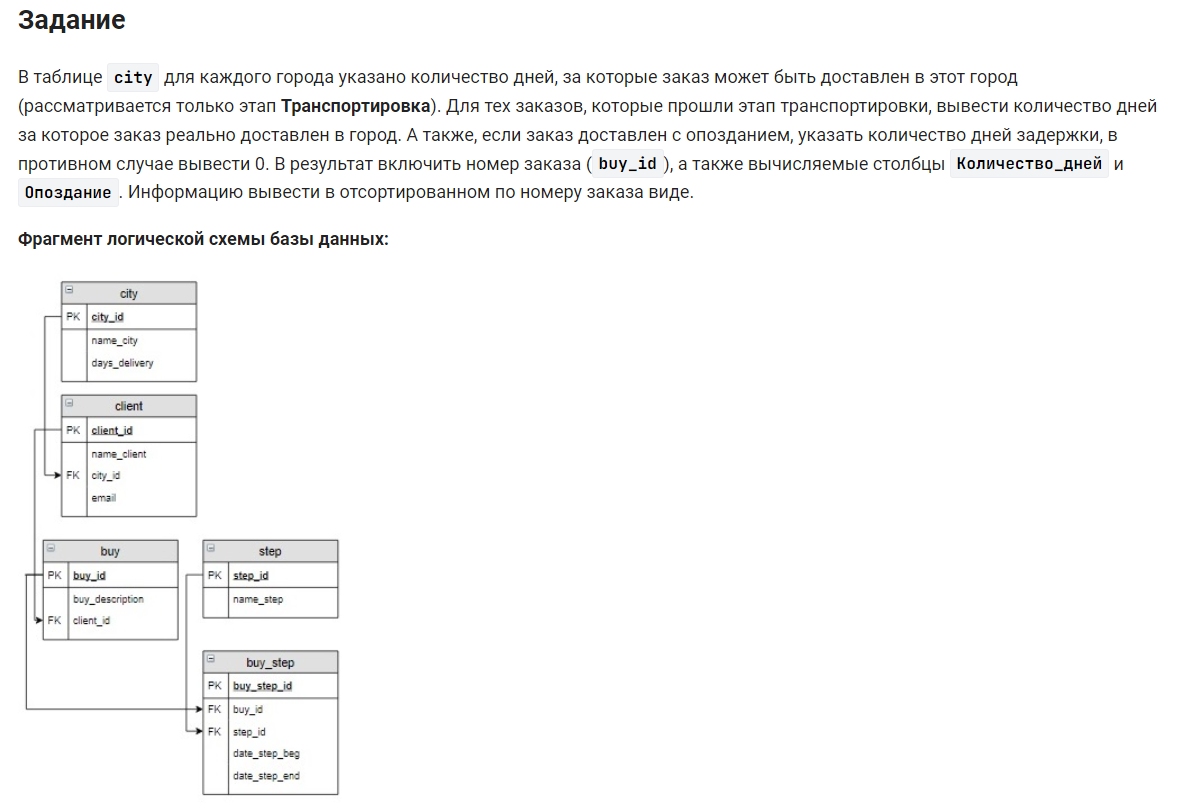 Задание
В таблице city для каждого города указано количество дней, за которые заказ может быть доставлен в этот город
(рассматривается только этап Транспортировка). Для тех заказов, которые прошли этап транспортировки, вывести количество дней
за которое заказ реально доставлен в город. А также, если заказ доставлен с опозданием, указать количество дней задержки, в
противном случае вывести 0. В результат включить номер заказа ( buy_id ), а также вычисляемые столбцы Количество_дней и
Опоздание . Информацию вывести в отсортированном по номеру заказа виде.
Фрагмент логической схемы базы данных:
city
PK city_id
name_city
days_delivery
client
PK client_id
name_client
FK city_id
email
buy
PK buy_id
buy_description
FK client_id
step
PK step_id
name_step
buy_step
PK buy_step_id
FK buy_id
FK step_id
date_step_beg
date_step_end